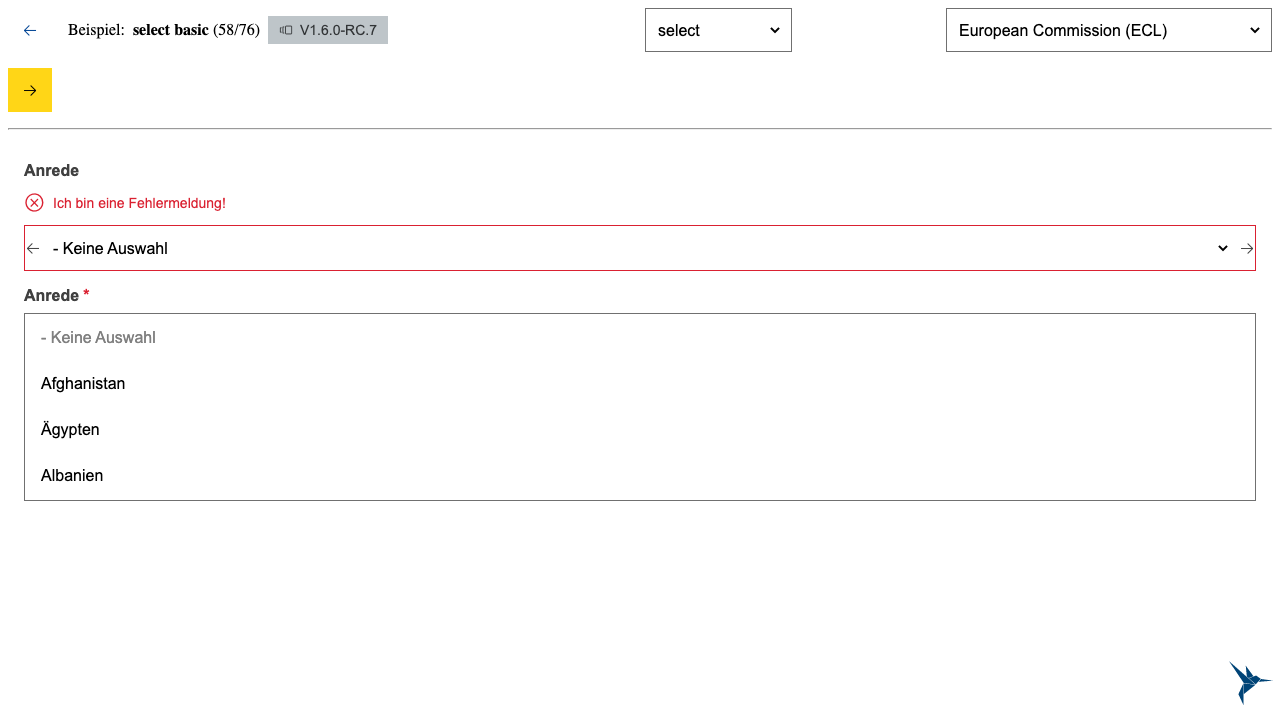 Beispiel: select basic (58/76) V1.6.0-RC.7 select European Commission (ECL)
Anrede
Ich bin eine Fehlermeldung!
- Keine Auswahl
Anrede *
- Keine Auswahl
Afghanistan
Ägypten
Albanien